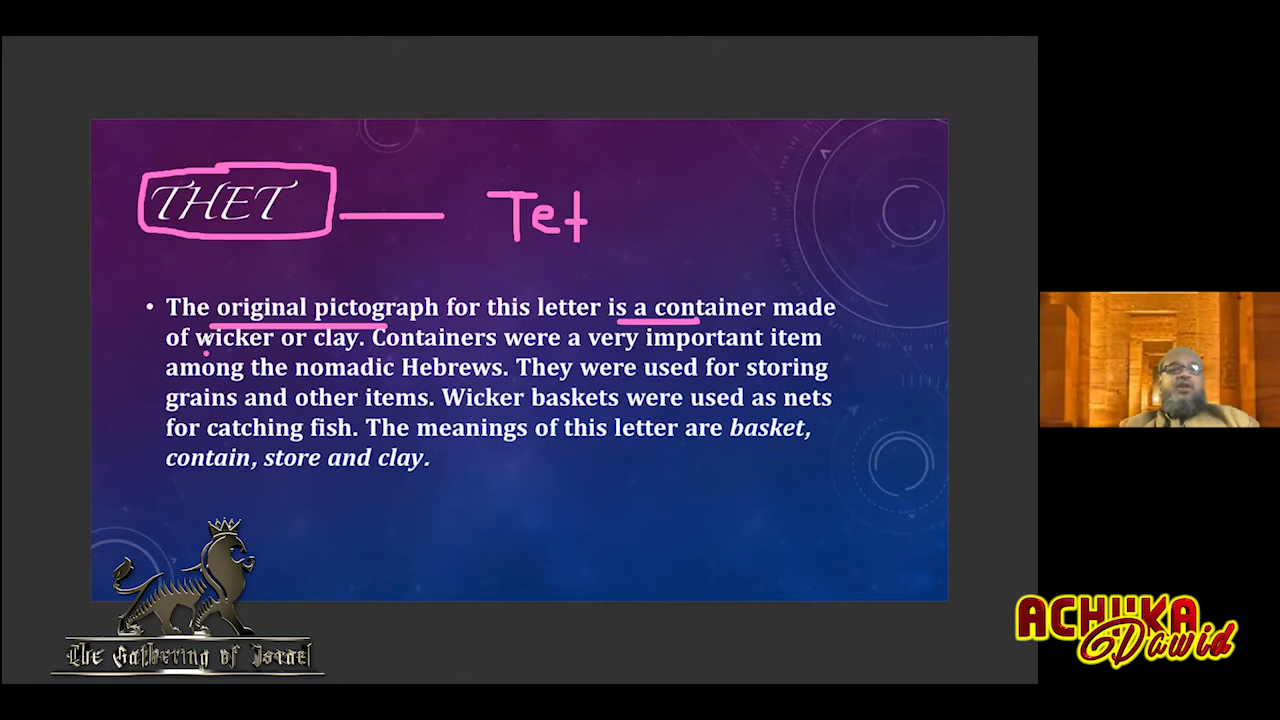 THET
Tet
• The original pictograph for this letter is a container made
of wicker or clay. Containers were a very important item
among the nomadic Hebrews. They were used for storing
grains and other items. Wicker baskets were used as nets
for catching fish. The meanings of this letter are basket,
contain, store and clay.
The Gathering of Israel
ACHUKA
Dawid